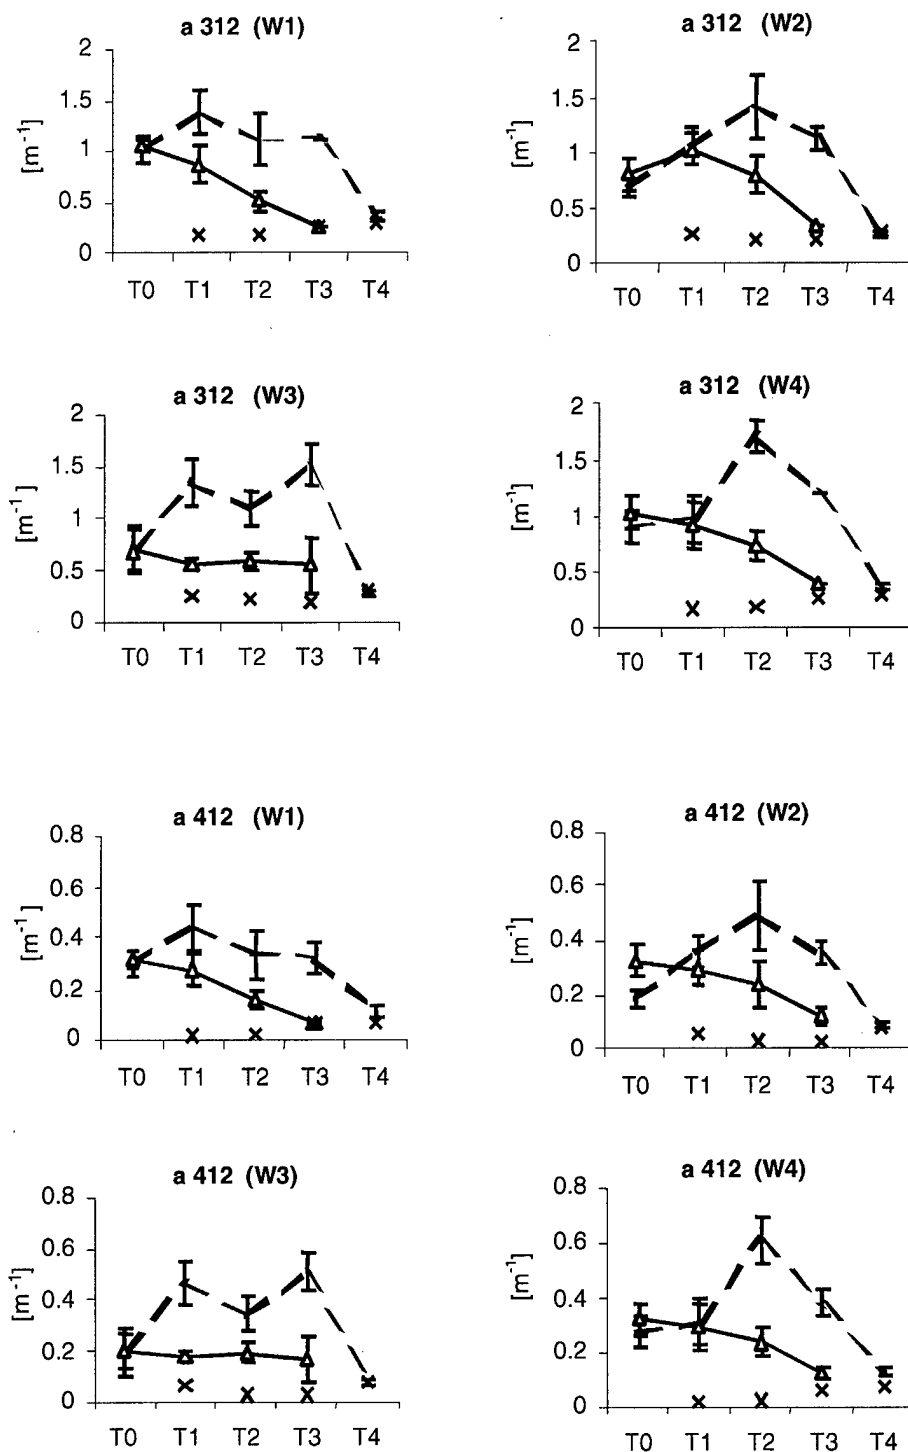 a 312 (W1)
2
1.5
1
0.5
0
[m⁻¹]
T0 T1 T2 T3 T4
a 312 (W2)
2
1.5
1
0.5
0
[m⁻¹]
T0 T1 T2 T3 T4
a 312 (W3)
2
1.5
1
0.5
0
[m⁻¹]
T0 T1 T2 T3 T4
a 312 (W4)
2
1.5
1
0.5
0
[m⁻¹]
T0 T1 T2 T3 T4
a 412 (W1)
0.8
0.6
0.4
0.2
0
[m⁻¹]
T0 T1 T2 T3 T4
a 412 (W2)
0.8
0.6
0.4
0.2
0
[m⁻¹]
T0 T1 T2 T3 T4
a 412 (W3)
0.8
0.6
0.4
0.2
0
[m⁻¹]
T0 T1 T2 T3 T4
a 412 (W4)
0.8
0.6
0.4
0.2
0
[m⁻¹]
T0 T1 T2 T3 T4